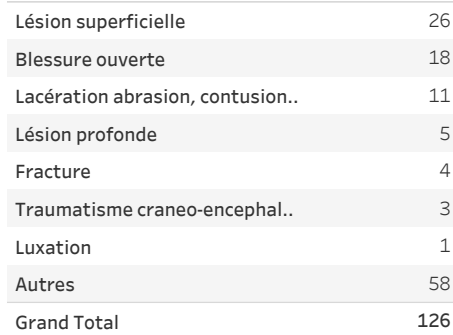 Lésion superficielle 26
Blessure ouverte 18
Lacération abrasion, contusion.. 11
Lésion profonde 5
Fracture 4
Traumatisme craneo-encephal.. 3
Luxation 1
Autres 58
Grand Total 126